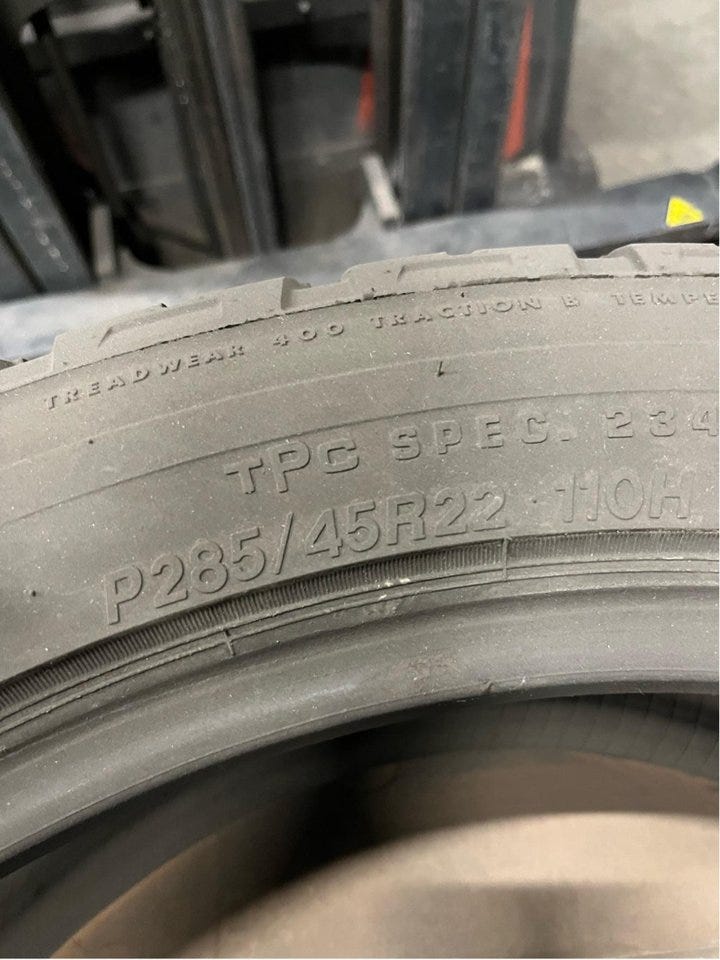 TREADWEAR 400 TRACTION B TEMPE
TPC SPEC. 234
P285/45R22 110H